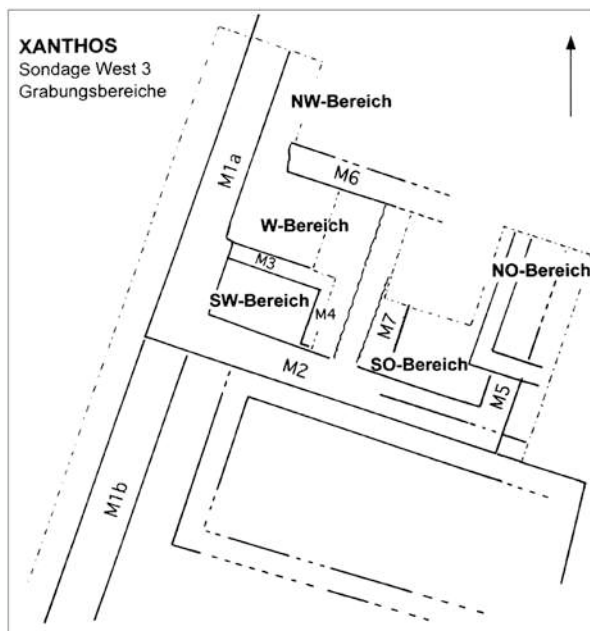 XANTHOS
Sondage West 3
Grabungsbereiche
NW-Bereich
M1a
M6
W-Bereich
M3
NO-Bereich
SW-Bereich
M4
M7
SO-Bereich
M2
M5
M1b